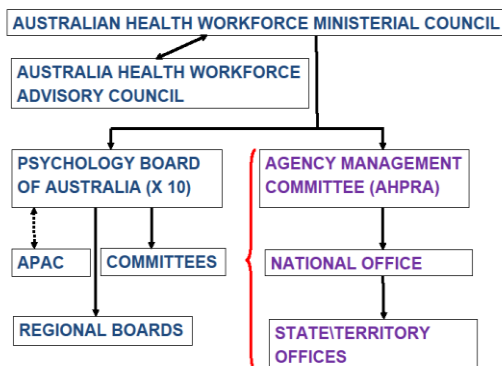 AUSTRALIAN HEALTH WORKFORCE MINISTERIAL COUNCIL
AUSTRALIA HEALTH WORKFORCE
ADVISORY COUNCIL
PSYCHOLOGY BOARD
OF AUSTRALIA (X 10)
AGENCY MANAGEMENT
COMMITTEE (AHPRA)
APAC
COMMITTEES
NATIONAL OFFICE
REGIONAL BOARDS
STATE\TERRITORY
OFFICES